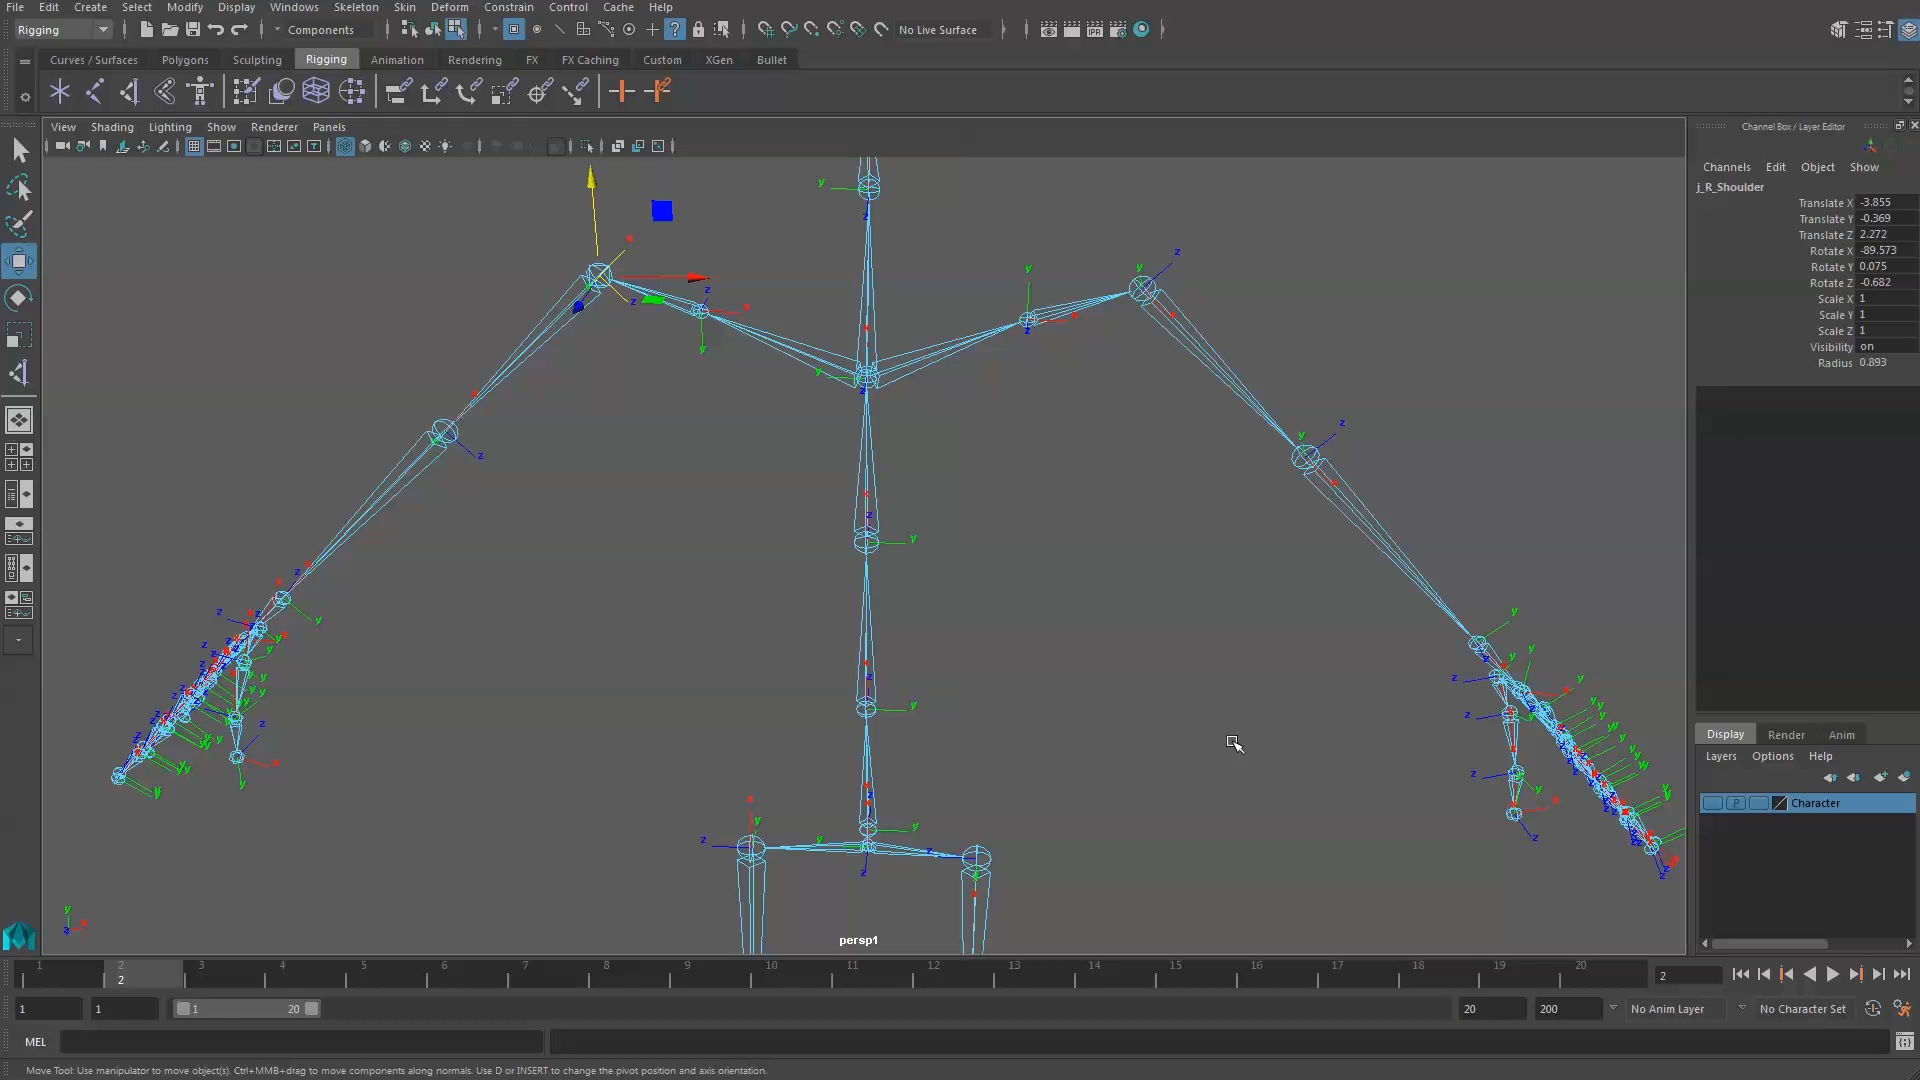 File Edit Create Select Modify Display Windows Skeleton Skin Deform Constrain Control Cache Help
Rigging Components No Live Surface
Curves / Surfaces Polygons Sculpting Rigging Animation Rendering FX FX Caching Custom XGen Bullet
View Shading Lighting Show Renderer Panels
Channel Box / Layer Editor
Channels Edit Object Show
j_R_Shoulder
Translate X -3.855
Translate Y -0.369
Translate Z 2.272
Rotate X -89.573
Rotate Y 0.075
Rotate Z -0.682
Scale X 1
Scale Y 1
Scale Z 1
Visibility on
Radius 0.893
Display Render Anim
Layers Options Help
P Character
persp1
1 2 3 4 5 6 7 8 9 10 11 12 13 14 15 16 17 18 19 20
2 2
1 1 1 20 20 200 No Anim Layer No Character Set
MEL
Move Tool: Use manipulator to move object(s). Ctrl+MMB+drag to move components along normals. Use D or INSERT to change the pivot position and axis orientation.